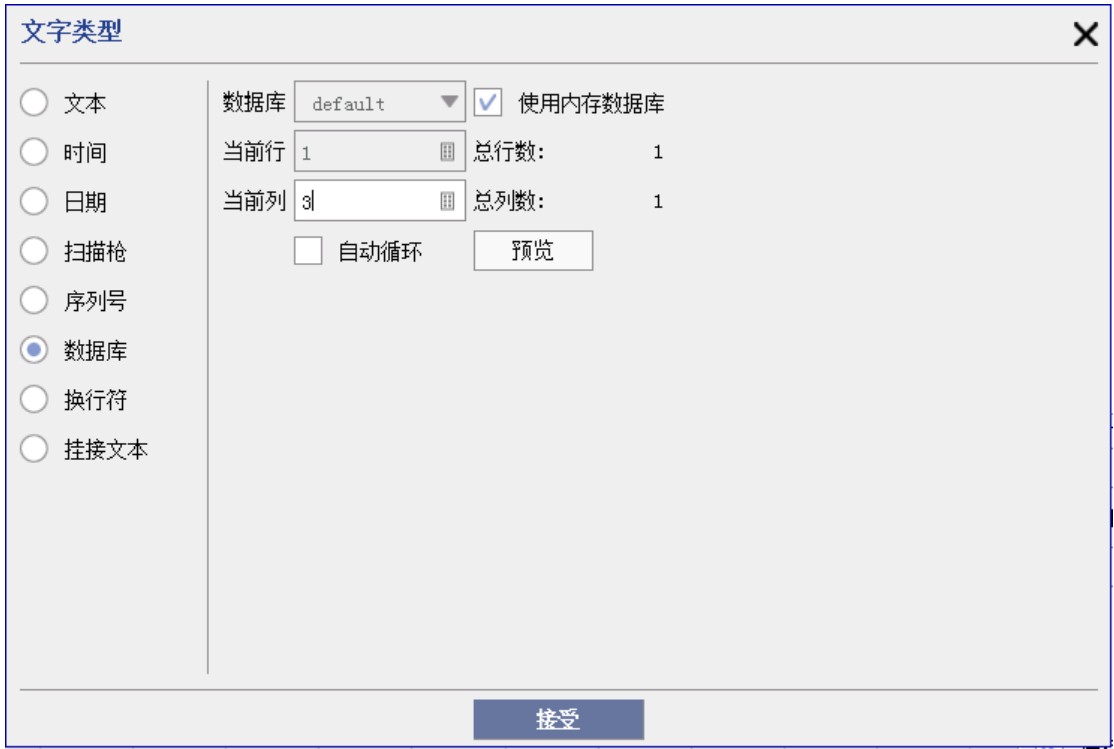 文字类型
文本
时间
日期
扫描枪
序列号
数据库
换行符
挂接文本
数据库 default 使用内存数据库
当前行 1 总行数: 1
当前列 3 总列数: 1
自动循环 预览
接受